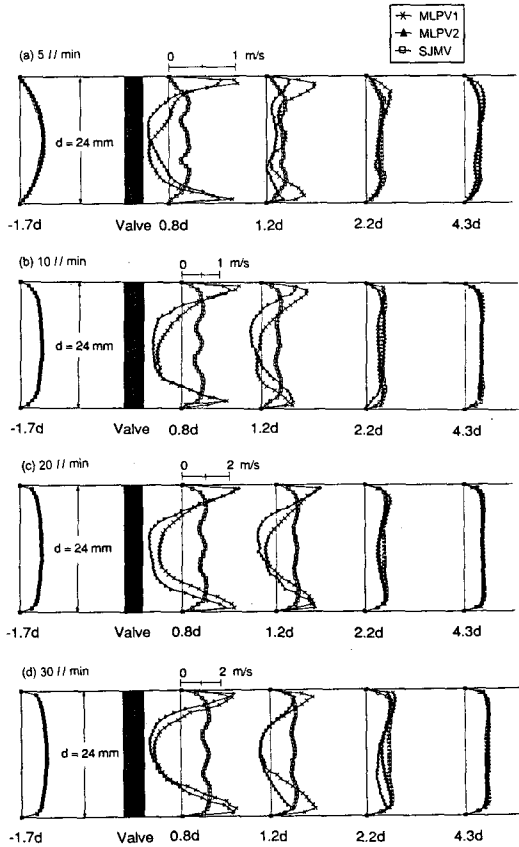 MLPV1
MLPV2
SJMV
(a) 5 l/ min
0 1 m/s
d = 24 mm
-1.7d Valve 0.8d 1.2d 2.2d 4.3d
(b) 10 l/ min
0 1 m/s
d = 24 mm
-1.7d Valve 0.8d 1.2d 2.2d 4.3d
(c) 20 l/ min
0 2 m/s
d = 24 mm
-1.7d Valve 0.8d 1.2d 2.2d 4.3d
(d) 30 l/ min
0 2 m/s
d = 24 mm
-1.7d Valve 0.8d 1.2d 2.2d 4.3d